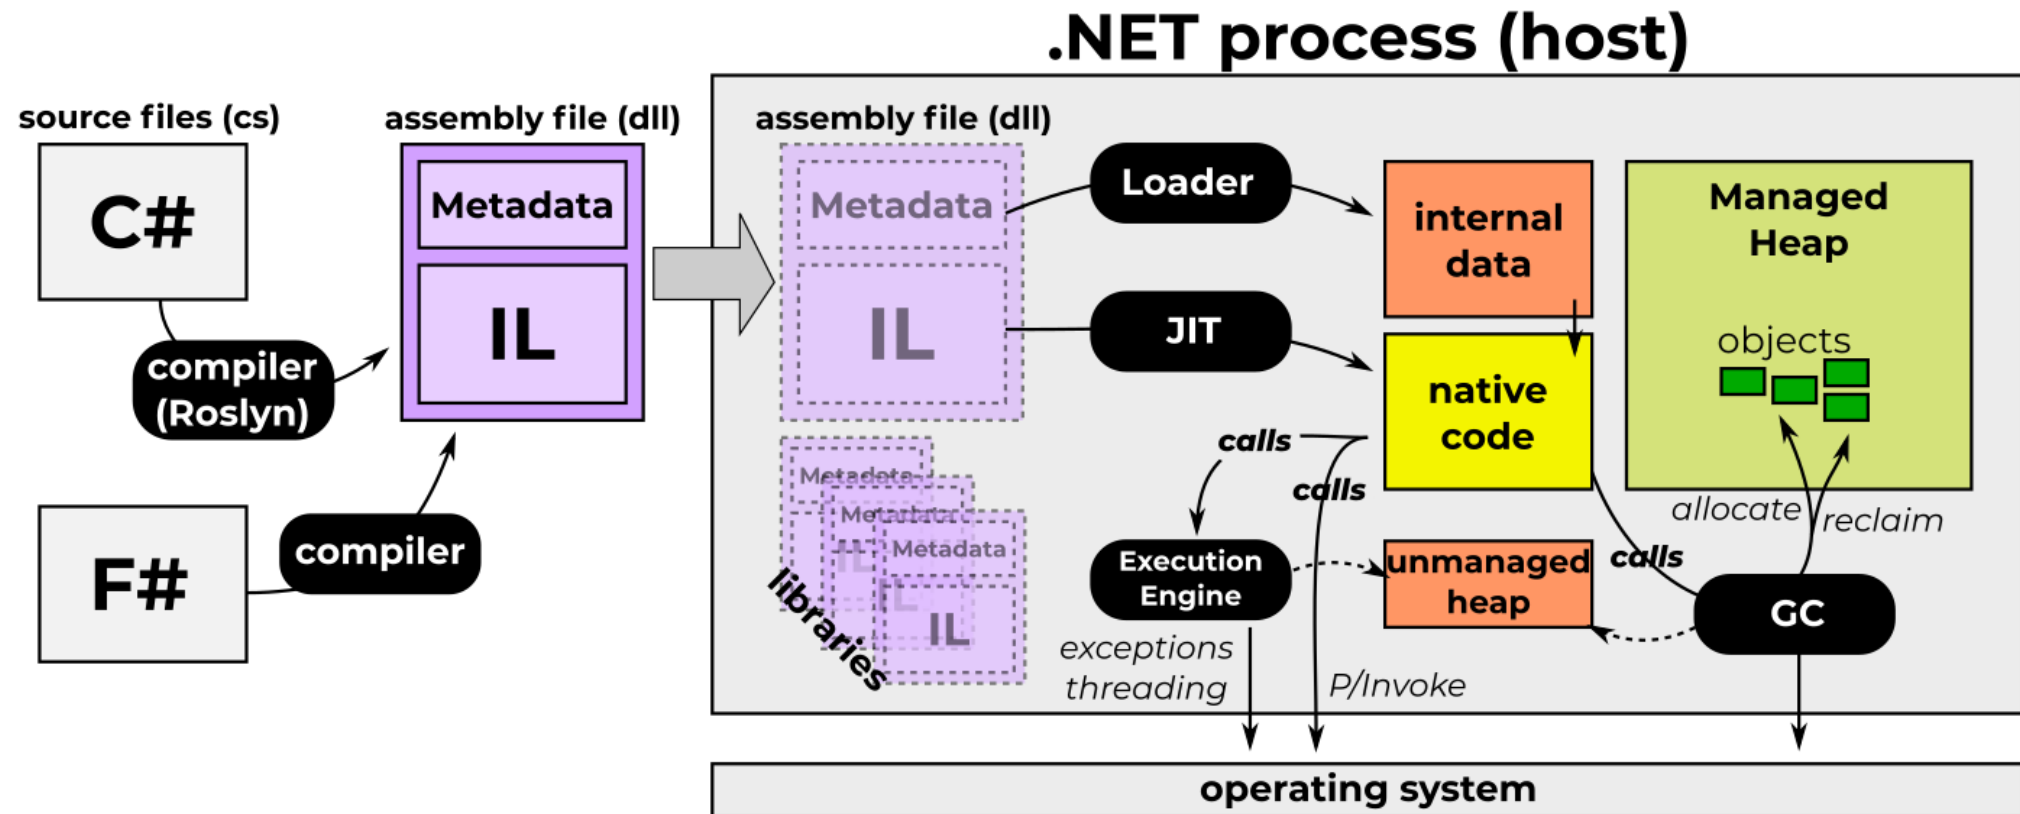 .NET process (host)
source files (cs)
assembly file (dll)
assembly file (dll)
C#
Metadata
IL
compiler
(Roslyn)
F#
compiler
Metadata
IL
Loader
JIT
internal
data
native
code
Managed
Heap
objects
allocate
reclaim
calls
calls
calls
Metadata
IL
Metadata
IL
Metadata
IL
libraries
Execution
Engine
unmanaged
heap
GC
exceptions
threading
P/Invoke
operating system